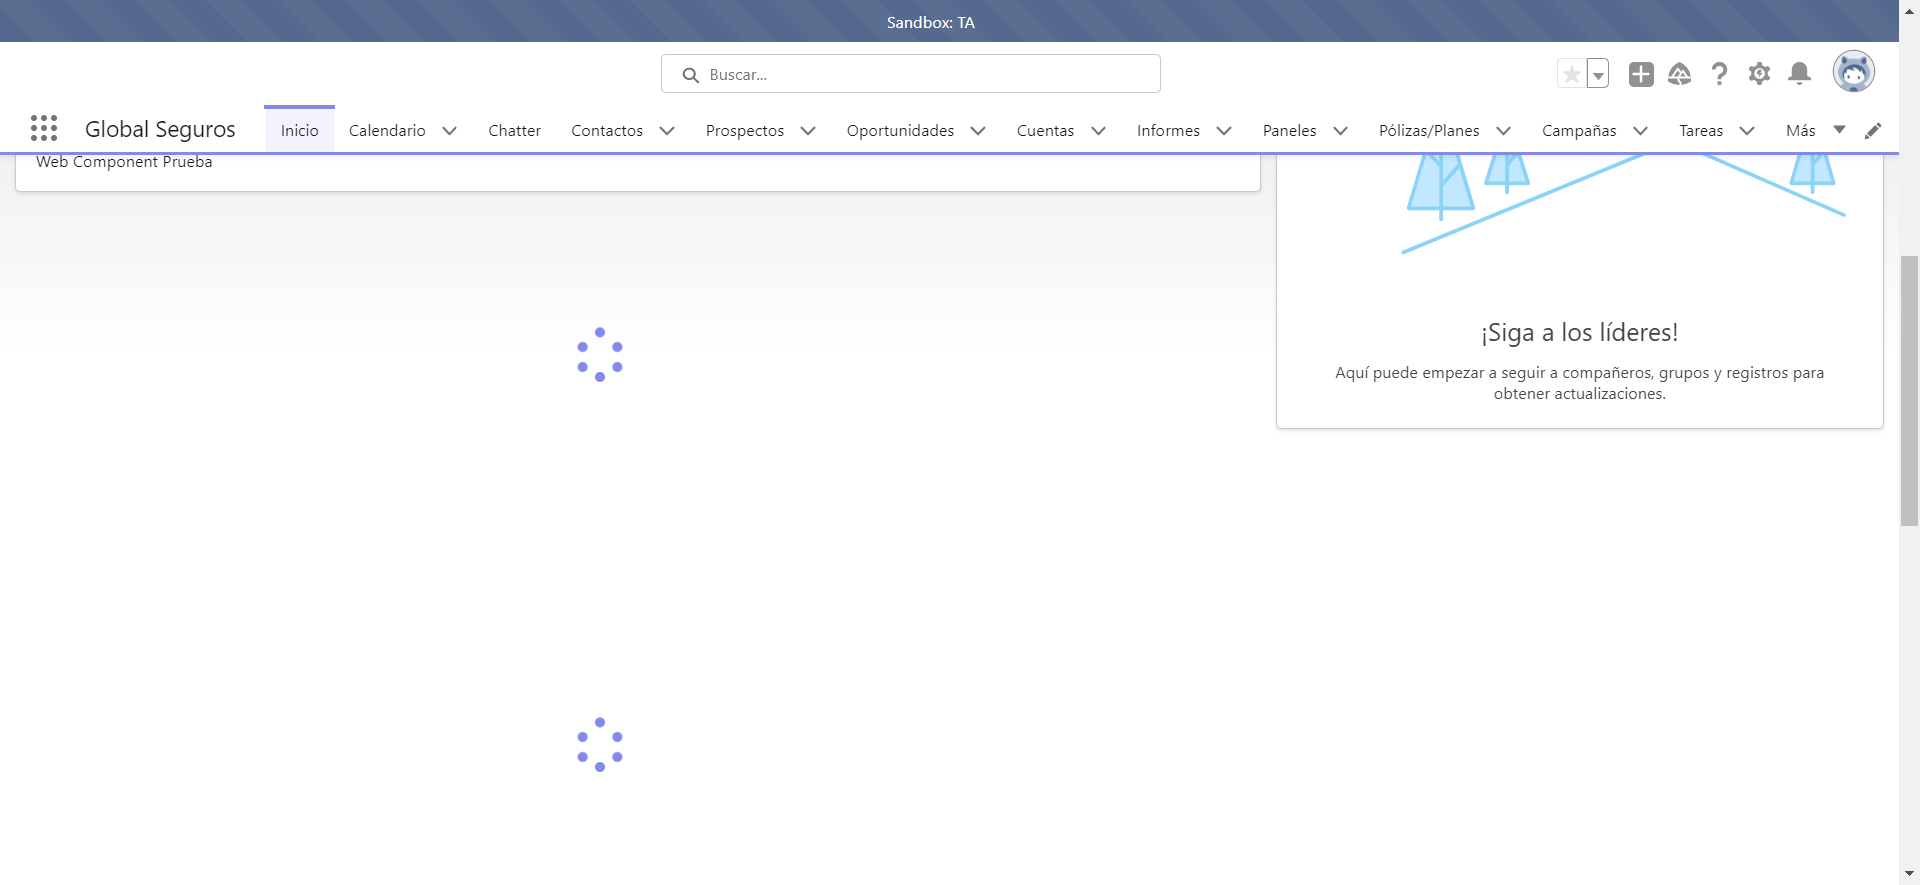 Sandbox: TA
Buscar...
Global Seguros
Inicio
Calendario
Chatter
Contactos
Prospectos
Oportunidades
Cuentas
Informes
Paneles
Pólizas/Planes
Campañas
Tareas
Más
Web Component Prueba
¡Siga a los líderes!
Aquí puede empezar a seguir a compañeros, grupos y registros para
obtener actualizaciones.